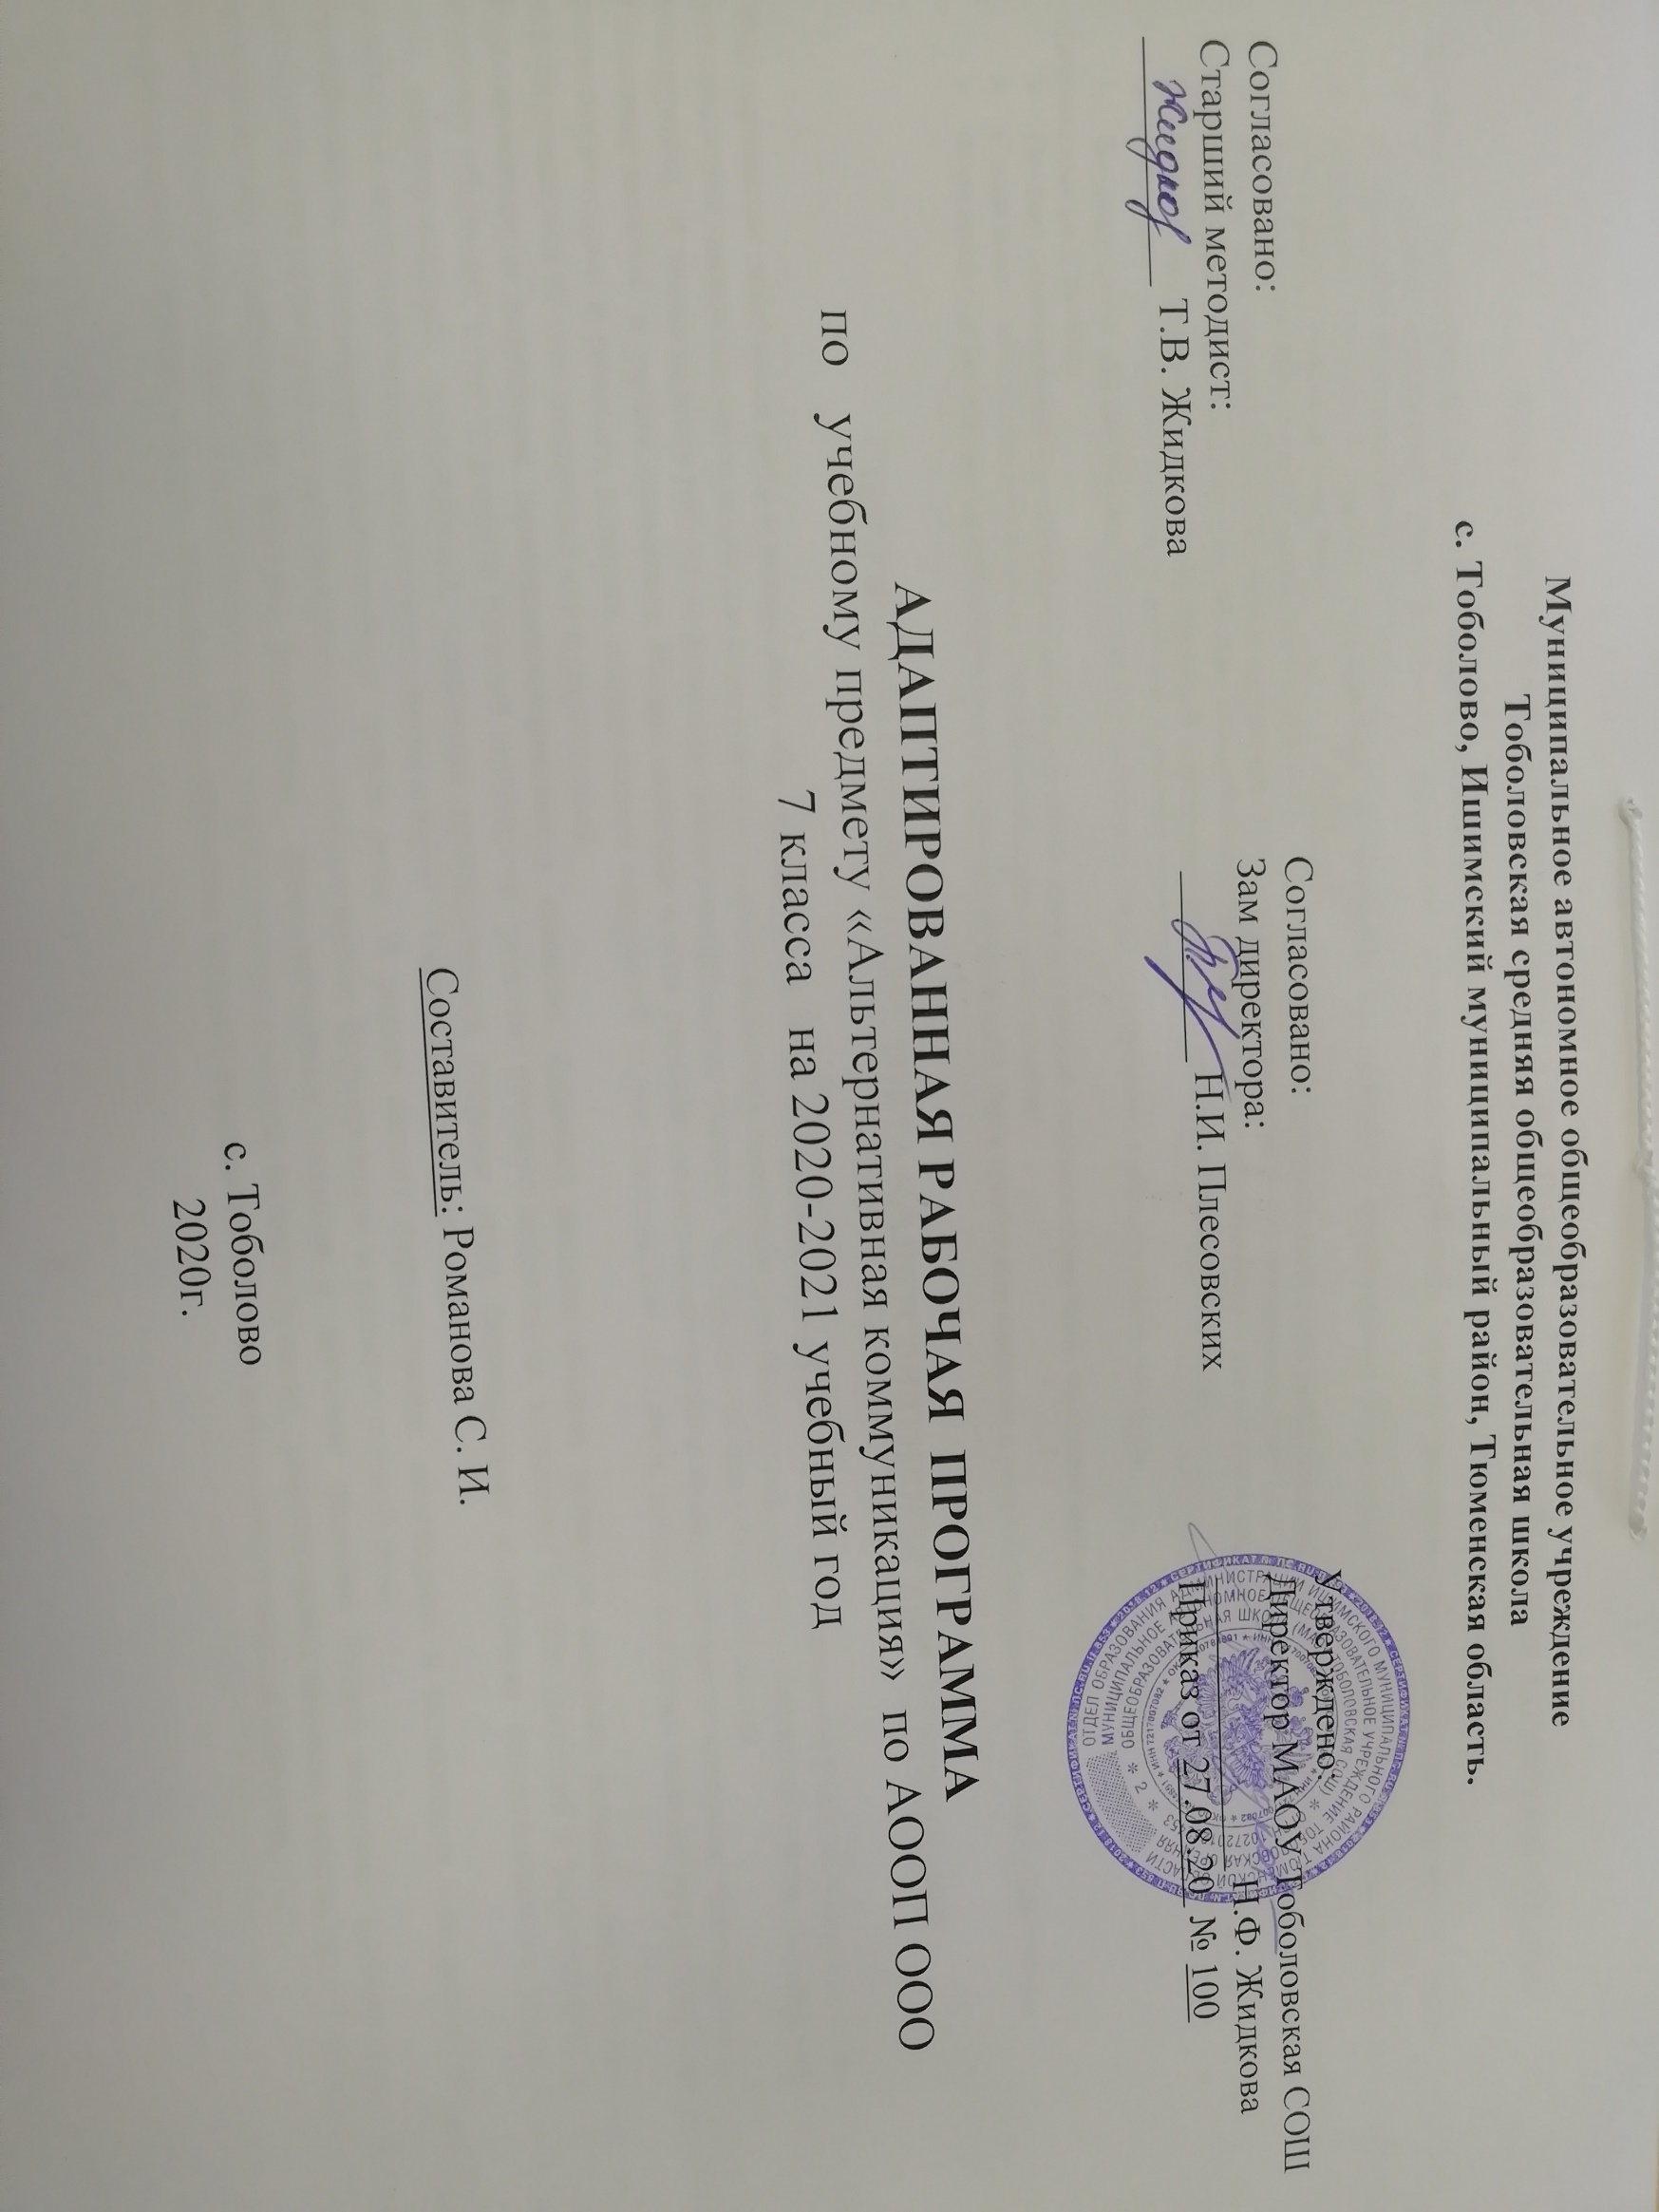 Муниципальное автономное общеобразовательное учреждение
Тоболовская средняя общеобразовательная школа
с. Тоболово, Ишимский муниципальный район, Тюменская область.
Согласовано:
Старший методист:
Т.В. Жидкова
Согласовано:
Зам директора:
Н.И. Плесовских
Утверждено:
Директор МАОУ Тоболовская СОШ
Н.Ф. Жидкова
Приказ от 27.08.20 № 100
АДАПТИРОВАННАЯ РАБОЧАЯ ПРОГРАММА
по учебному предмету «Альтернативная коммуникация» по АООП ООО
7 класса на 2020-2021 учебный год
Составитель: Романова С. И.
с. Тоболово
2020г.